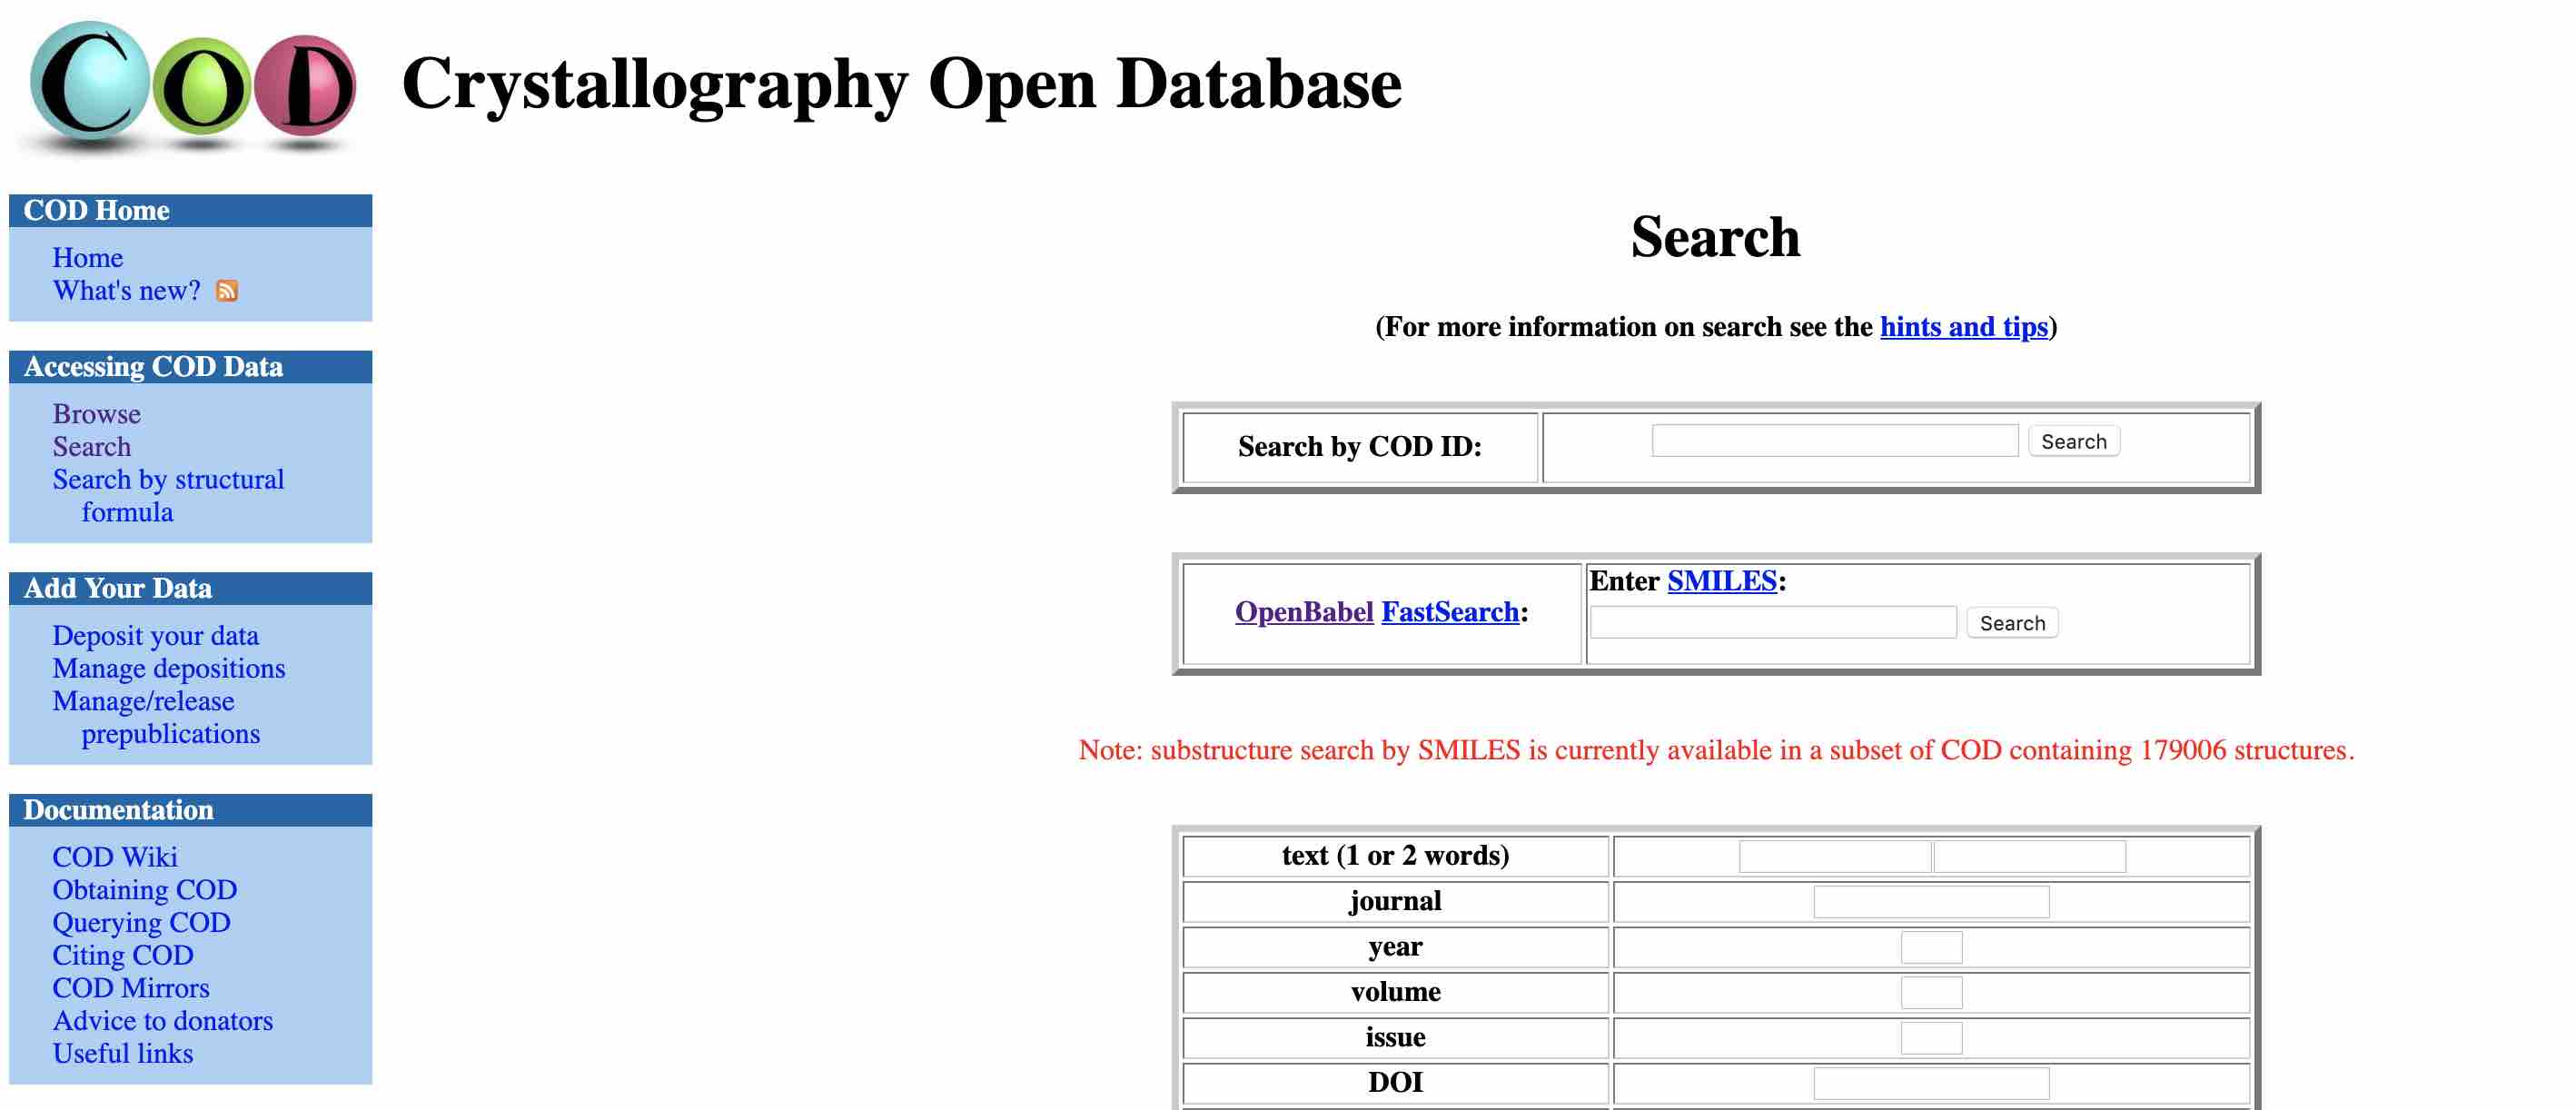 COD
Crystallography Open Database
COD Home
Home
What's new?
Accessing COD Data
Browse
Search
Search by structural
formula
Add Your Data
Deposit your data
Manage depositions
Manage/release
prepublications
Documentation
COD Wiki
Obtaining COD
Querying COD
Citing COD
COD Mirrors
Advice to donators
Useful links
Search
(For more information on search see the hints and tips)
Search by COD ID: Search
Enter SMILES:
OpenBabel FastSearch: Search
Note: substructure search by SMILES is currently available in a subset of COD containing 179006 structures.
text (1 or 2 words)
journal
year
volume
issue
DOI